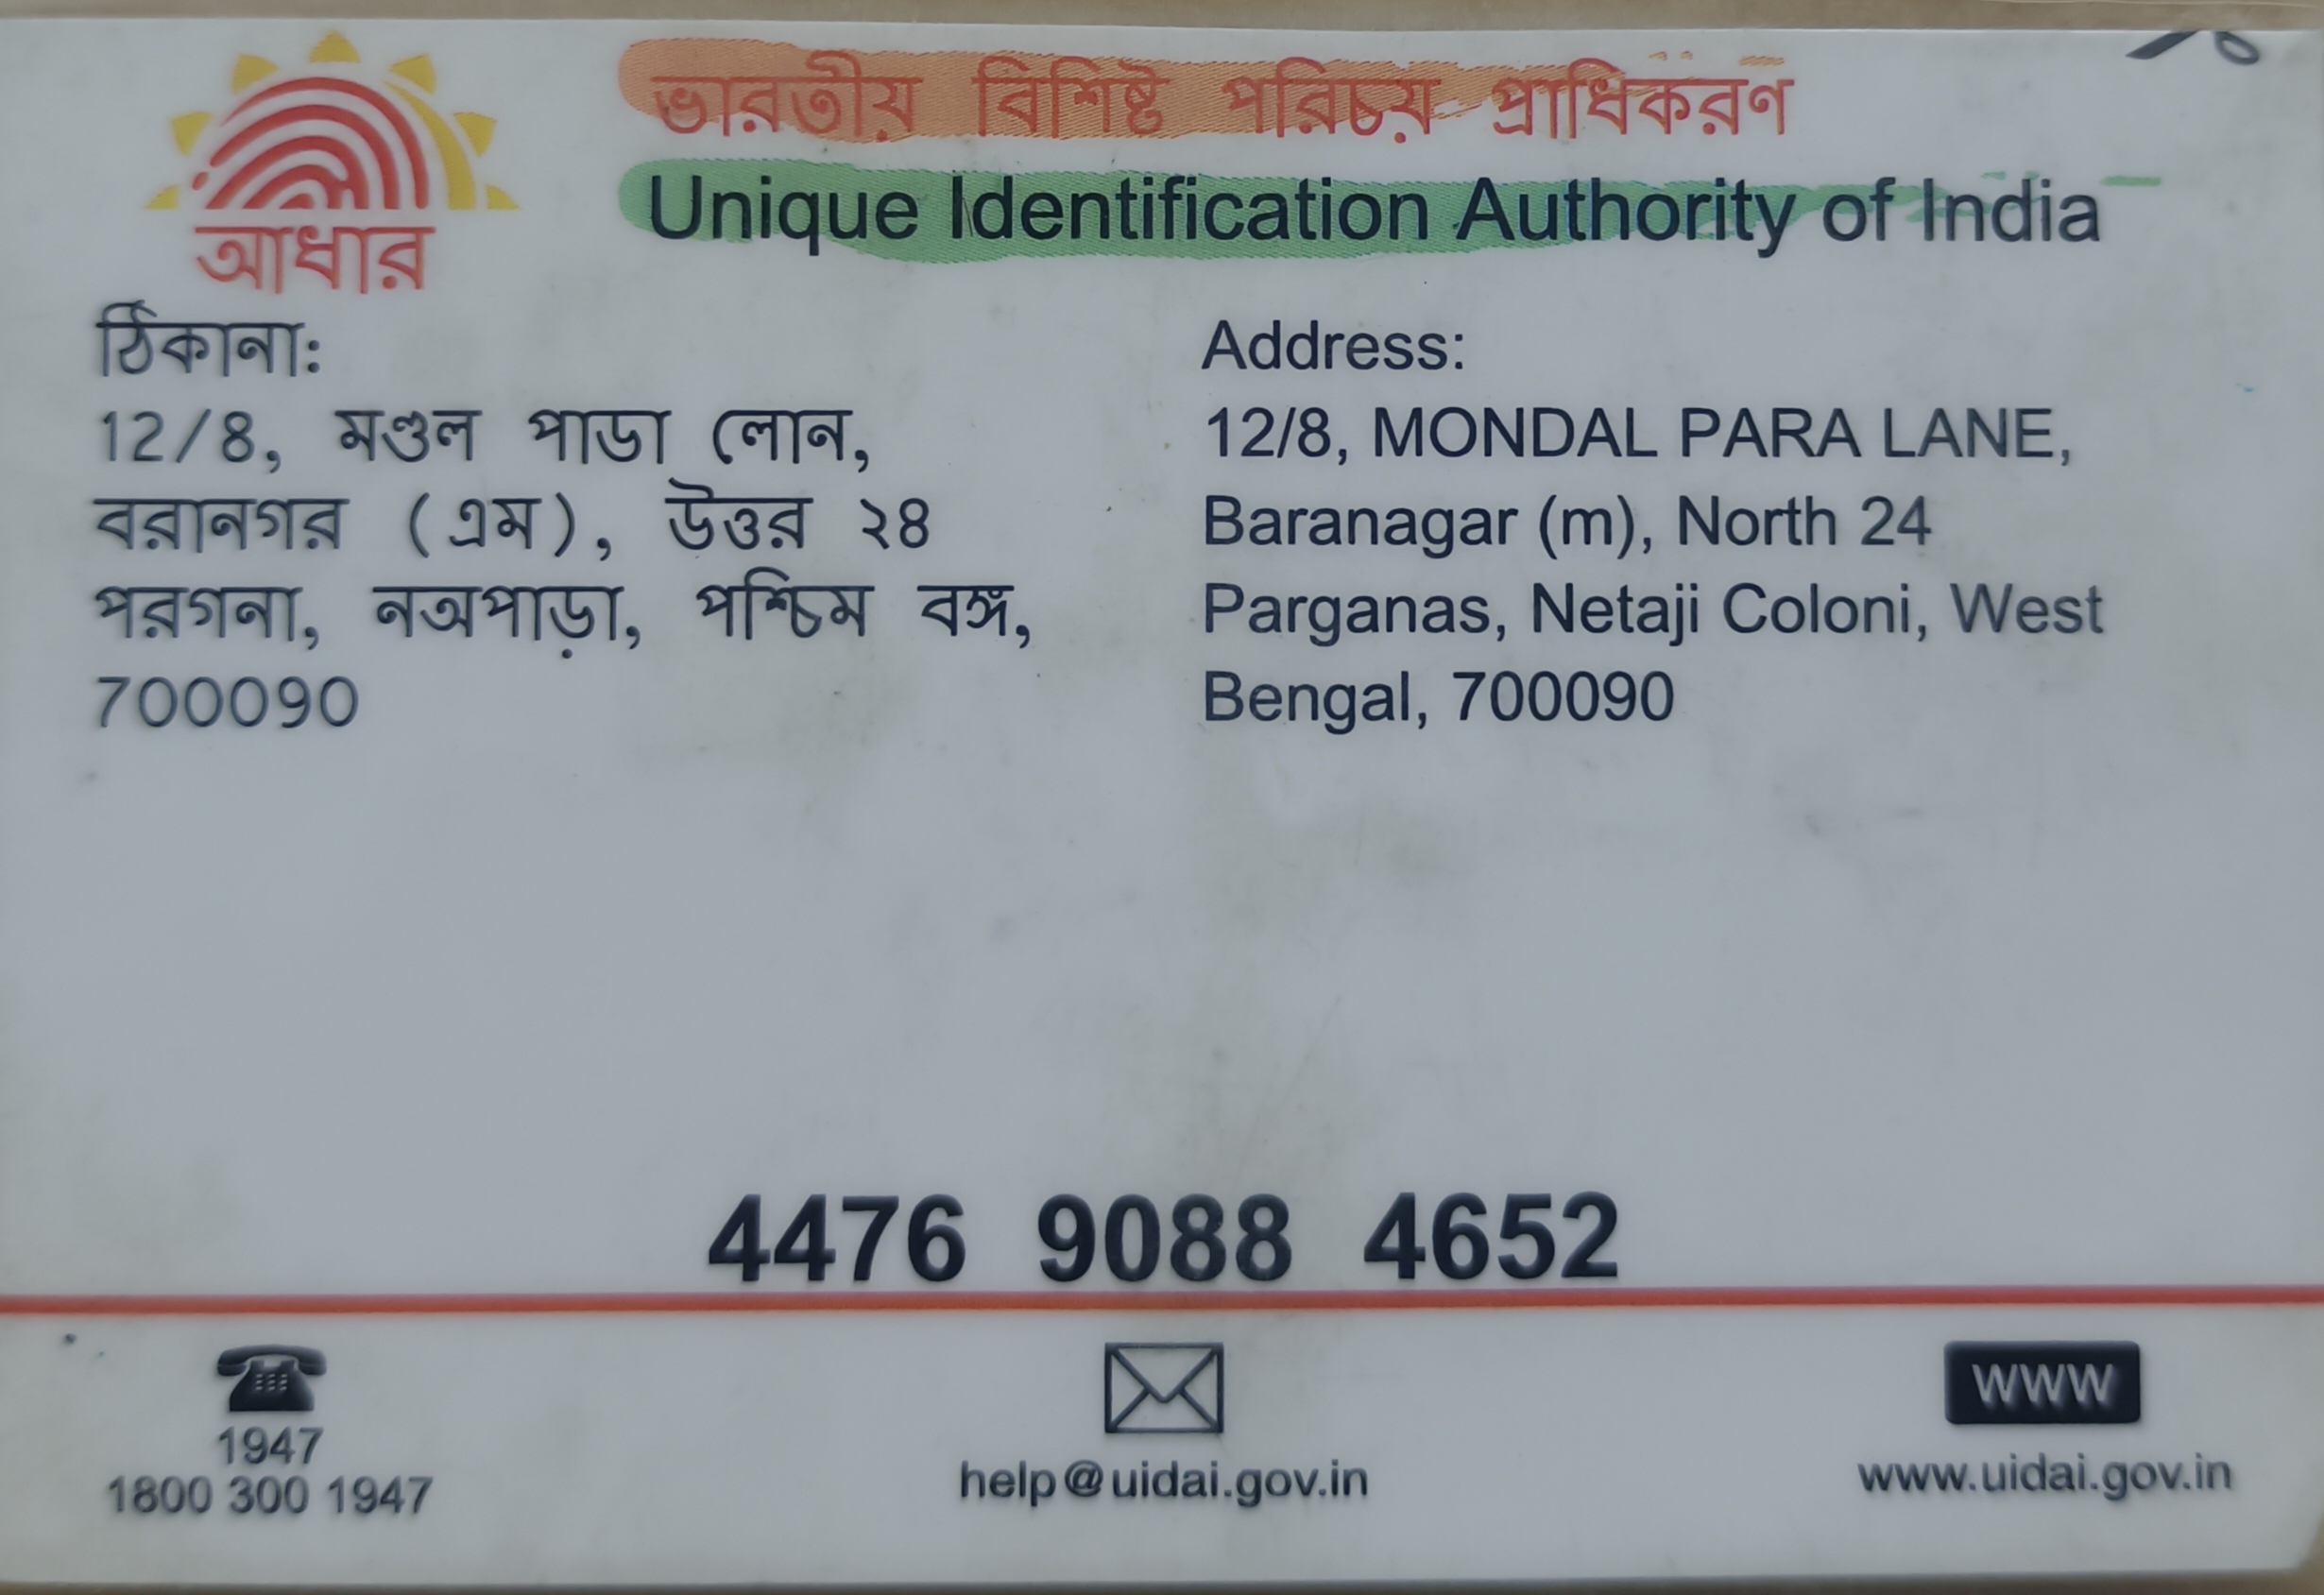 ভারতীয় বিশিষ্ট পরিচয় প্রাধিকরণ
Unique Identification Authority of India
আধার
ঠিকানা:
12/8, মণ্ডল পাডা লোন,
বরানগর (এম), উত্তর ২৪
পরগনা, নঅপাড়া, পশ্চিম বঙ্গ,
700090
Address:
12/8, MONDAL PARA LANE,
Baranagar (m), North 24
Parganas, Netaji Coloni, West
Bengal, 700090
4476 9088 4652
1947
1800 300 1947
help@uidai.gov.in
www
www.uidai.gov.in